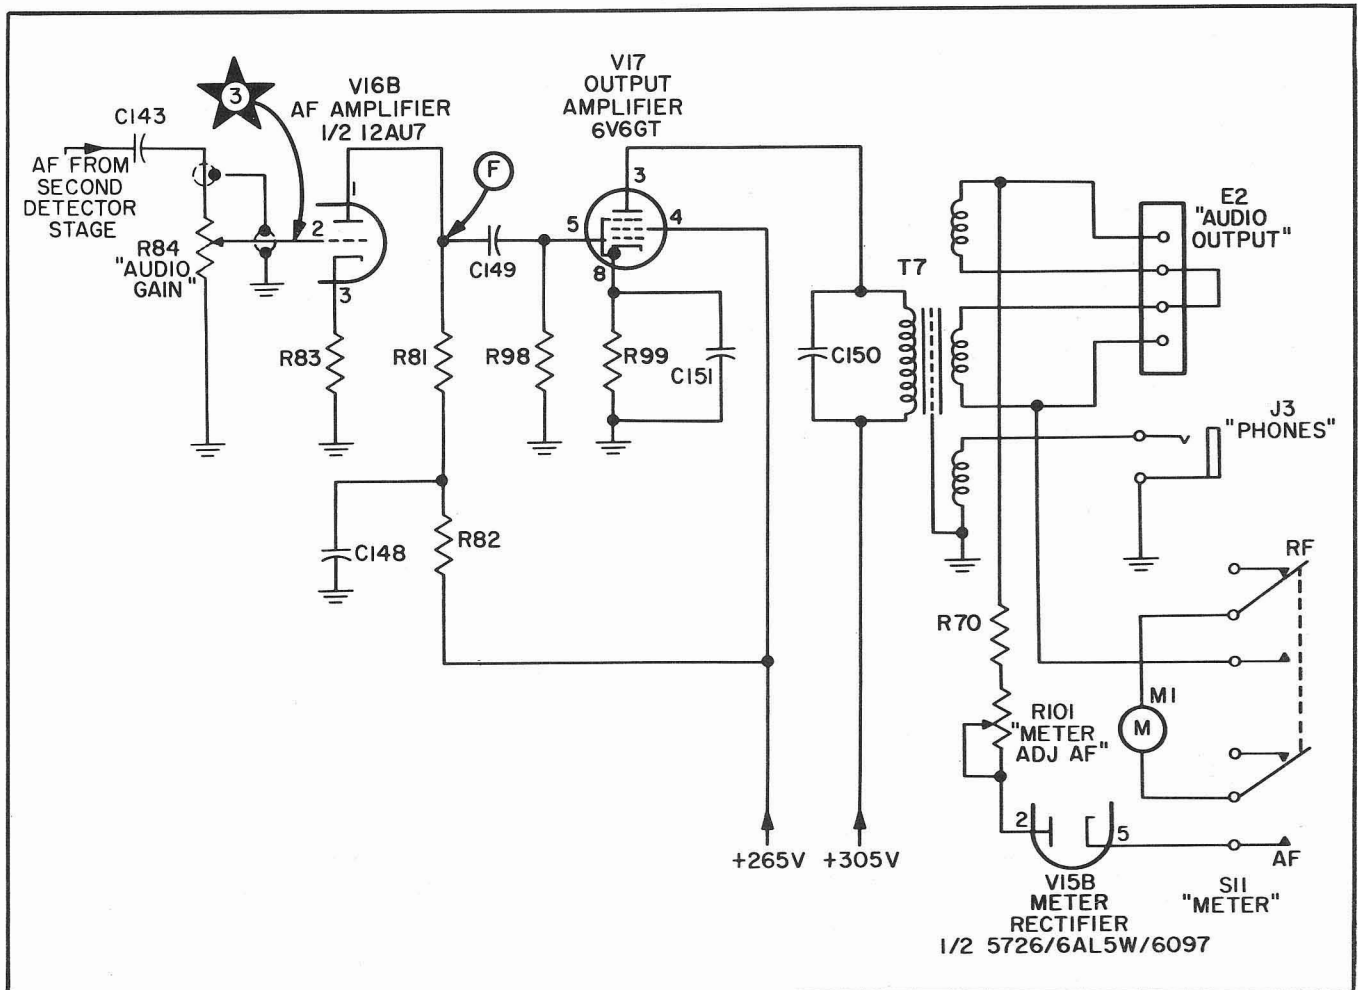 3
V16B
AF AMPLIFIER
1/2 12AU7
V17
OUTPUT
AMPLIFIER
6V6GT
C143
AF FROM
SECOND
DETECTOR
STAGE
R84
"AUDIO
GAIN"
1
2
3
F
C149
3
5
4
8
T7
E2
"AUDIO
OUTPUT"
R83
R81
R98
R99
C151
C150
J3
"PHONES"
C148
R82
RF
R70
R101
"METER
ADJ AF"
M1
M
+265V
+305V
2
5
AF
V15B
METER
RECTIFIER
1/2 5726/6AL5W/6097
S11
"METER"